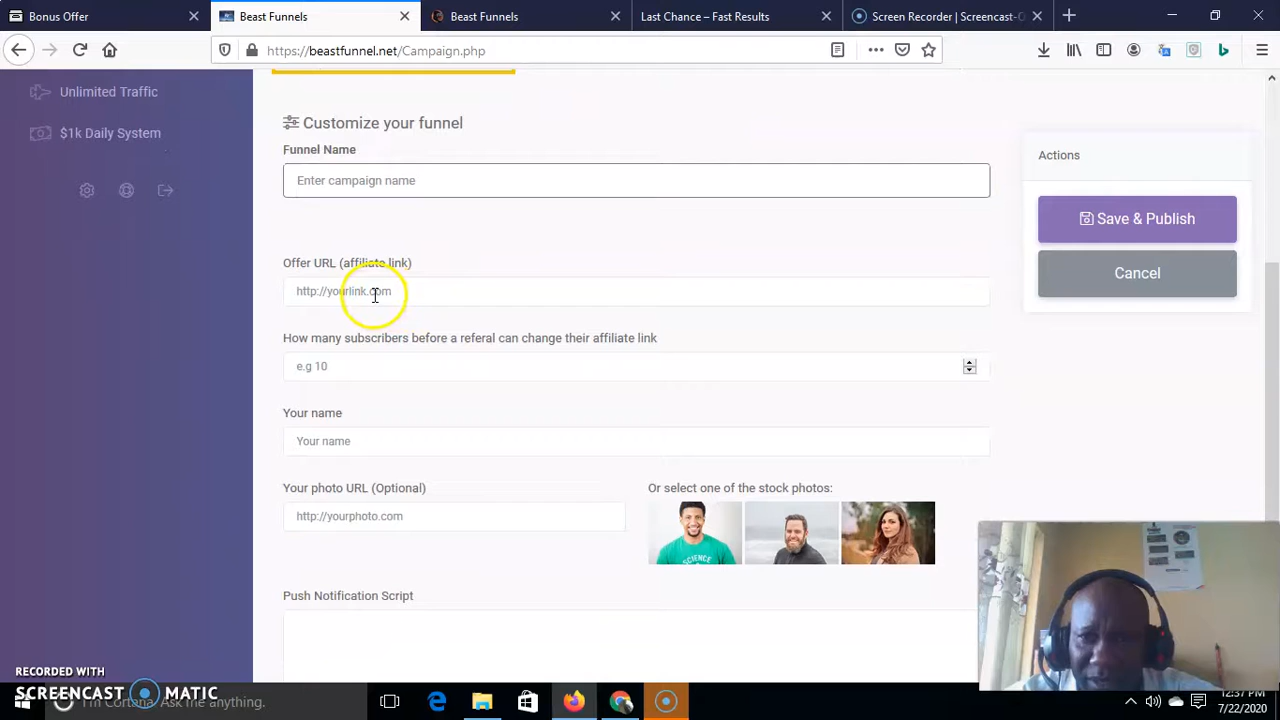 Bonus Offer
Beast Funnels
Beast Funnels
Last Chance – Fast Results
Screen Recorder | Screencast-O
https://beastfunnel.net/Campaign.php
Unlimited Traffic
$1k Daily System
Customize your funnel
Funnel Name
Enter campaign name
Actions
Save & Publish
Cancel
Offer URL (affiliate link)
http://yourlink.com
How many subscribers before a referal can change their affiliate link
e.g 10
Your name
Your name
Your photo URL (Optional)
Or select one of the stock photos:
http://yourphoto.com
SCIENCE
Push Notification Script
RECORDED WITH
SCREENCAST MATIC
I'm Cortana. Ask me anything.
12:37 PM
7/22/2020